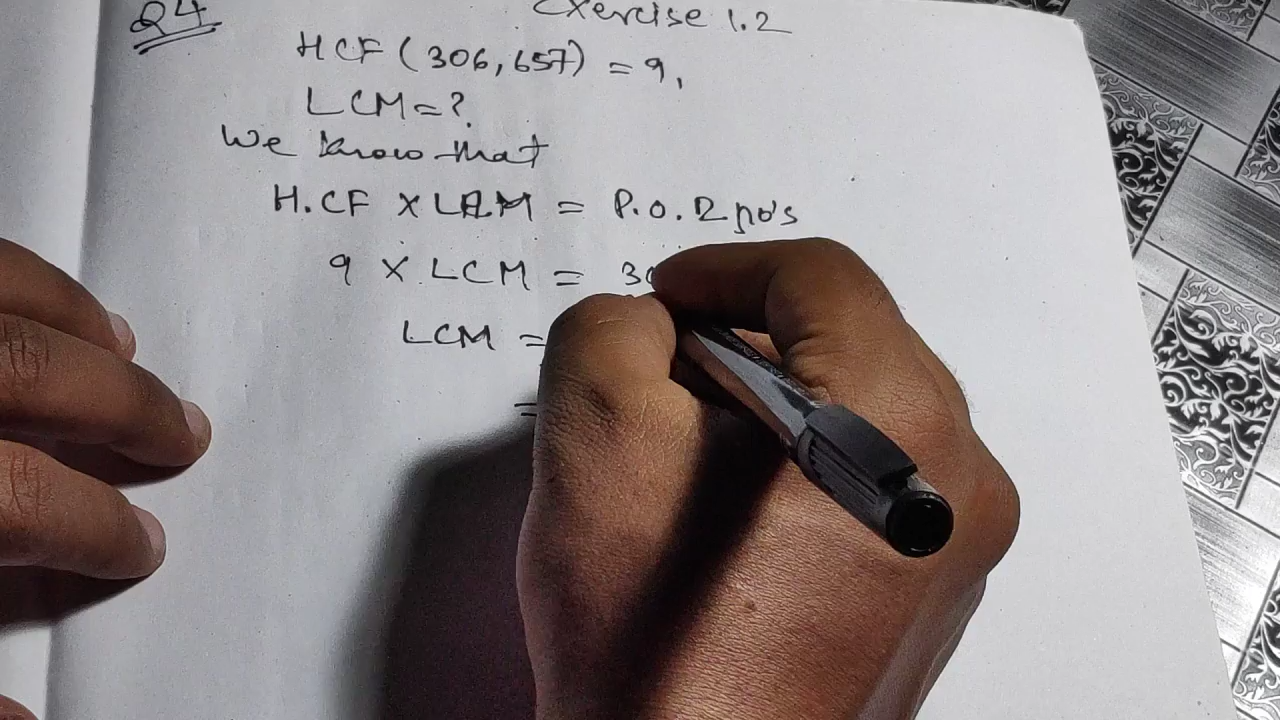 Q4
Exercise 1.2
HCF (306,657) = 9,
LCM = ?
We know that
H.CF × LCM = P.O.2 no's
9 × LCM = 30
LCM =
=